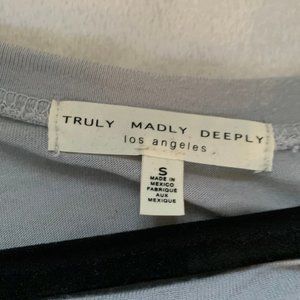 TRULY MADLY DEEPLY
los angeles
S
MADE IN
MEXICO
FABRIQUÉ
AUX
MEXIQUE